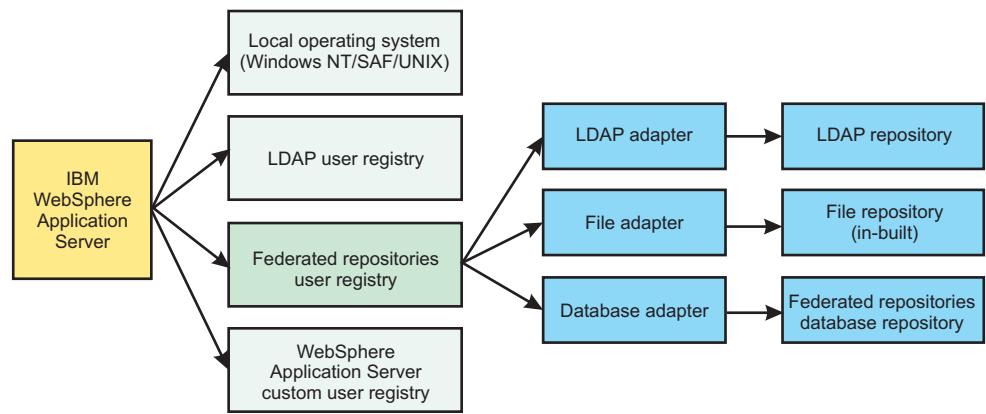 IBM
WebSphere
Application
Server
Local operating system
(Windows NT/SAF/UNIX)
LDAP user registry
Federated repositories
user registry
WebSphere
Application Server
custom user registry
LDAP adapter
File adapter
Database adapter
LDAP repository
File repository
(in-built)
Federated repositories
database repository